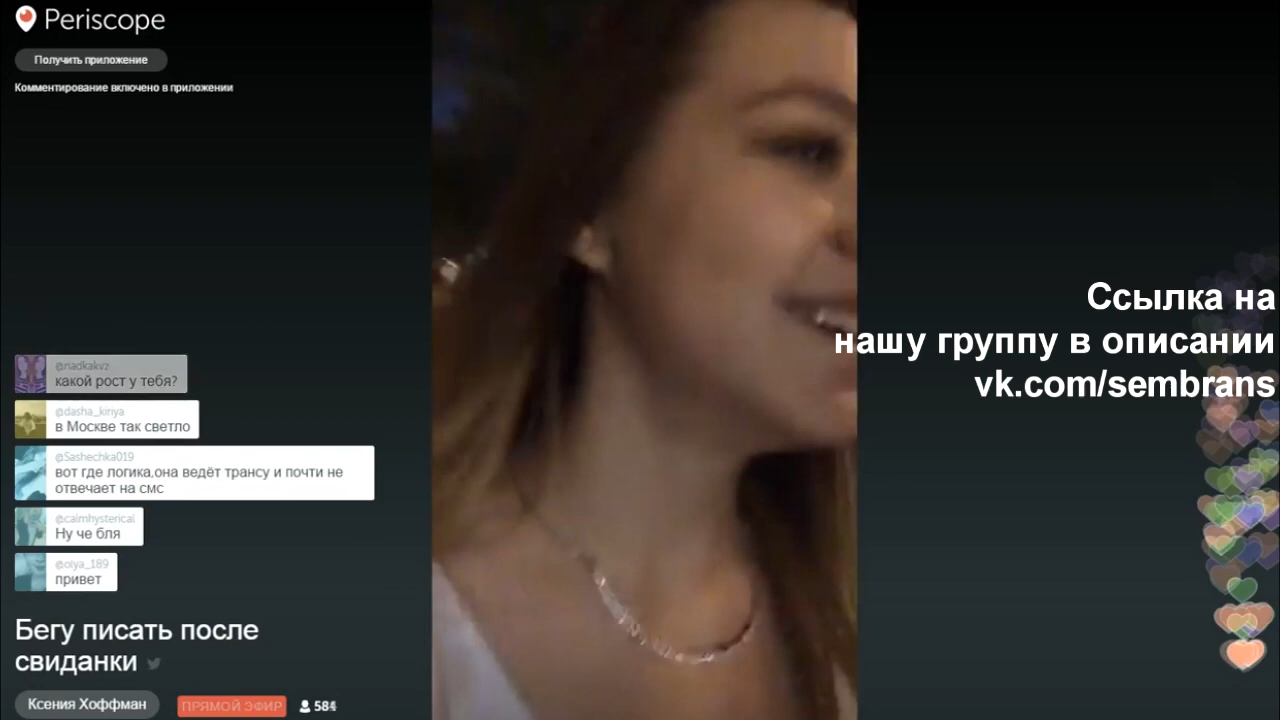 Periscope
Получить приложение
Комментирование включено в приложении
@nadkakvz
какой рост у тебя?
@dasha_kiriya
в Москве так светло
@Sashechka019
вот где логика,она ведёт трансу и почти не
отвечает на смс
@calmhysterical
Ну че бля
@olya_189
привет
Бегу писать после
свиданки
Ксения Хоффман
ПРЯМОЙ ЭФИР
584
Ссылка на
нашу группу в описании
vk.com/sembrans